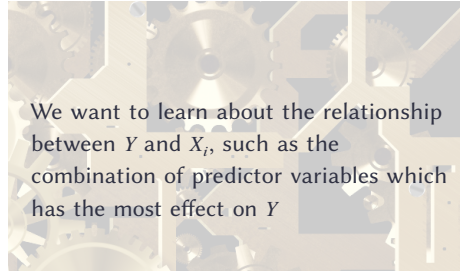 We want to learn about the relationship
between Y and Xᵢ, such as the
combination of predictor variables which
has the most effect on Y